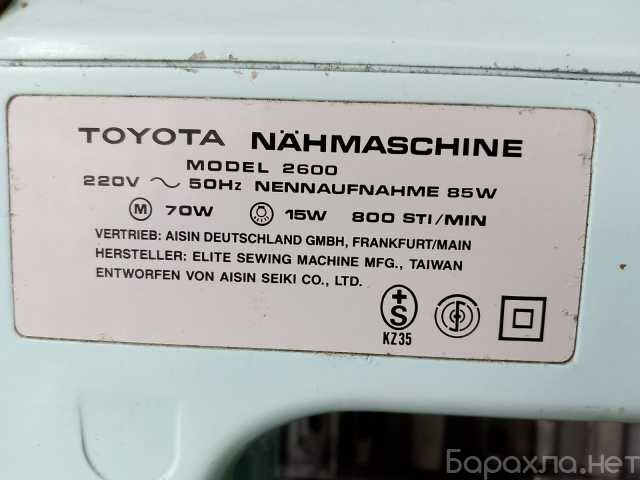 TOYOTA NÄHMASCHINE
MODEL 2600
220V ~ 50Hz NENNAUFNAHME 85W
M 70W 15W 800 STI/MIN
VERTRIEB: AISIN DEUTSCHLAND GMBH, FRANKFURT/MAIN
HERSTELLER: ELITE SEWING MACHINE MFG., TAIWAN
ENTWORFEN VON AISIN SEIKI CO., LTD.
+S
KZ35
Барахла.нет